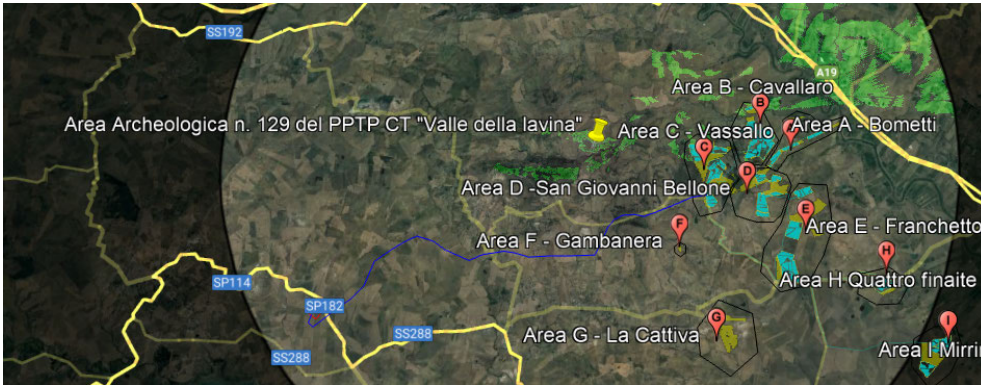 SS192
A19
Area B - Cavallaro
B
Area Archeologica n. 129 del PPTP CT "Valle della lavina"
Area C - Vassallo
Area A - Bometti
C
D
Area D -San Giovanni Bellone
E
F
Area F - Gambanera
Area E - Franchetto
H
Area H Quattro finaite
SP114
SP182
SS288
SS288
G
Area G - La Cattiva
I
Area I Mirrin